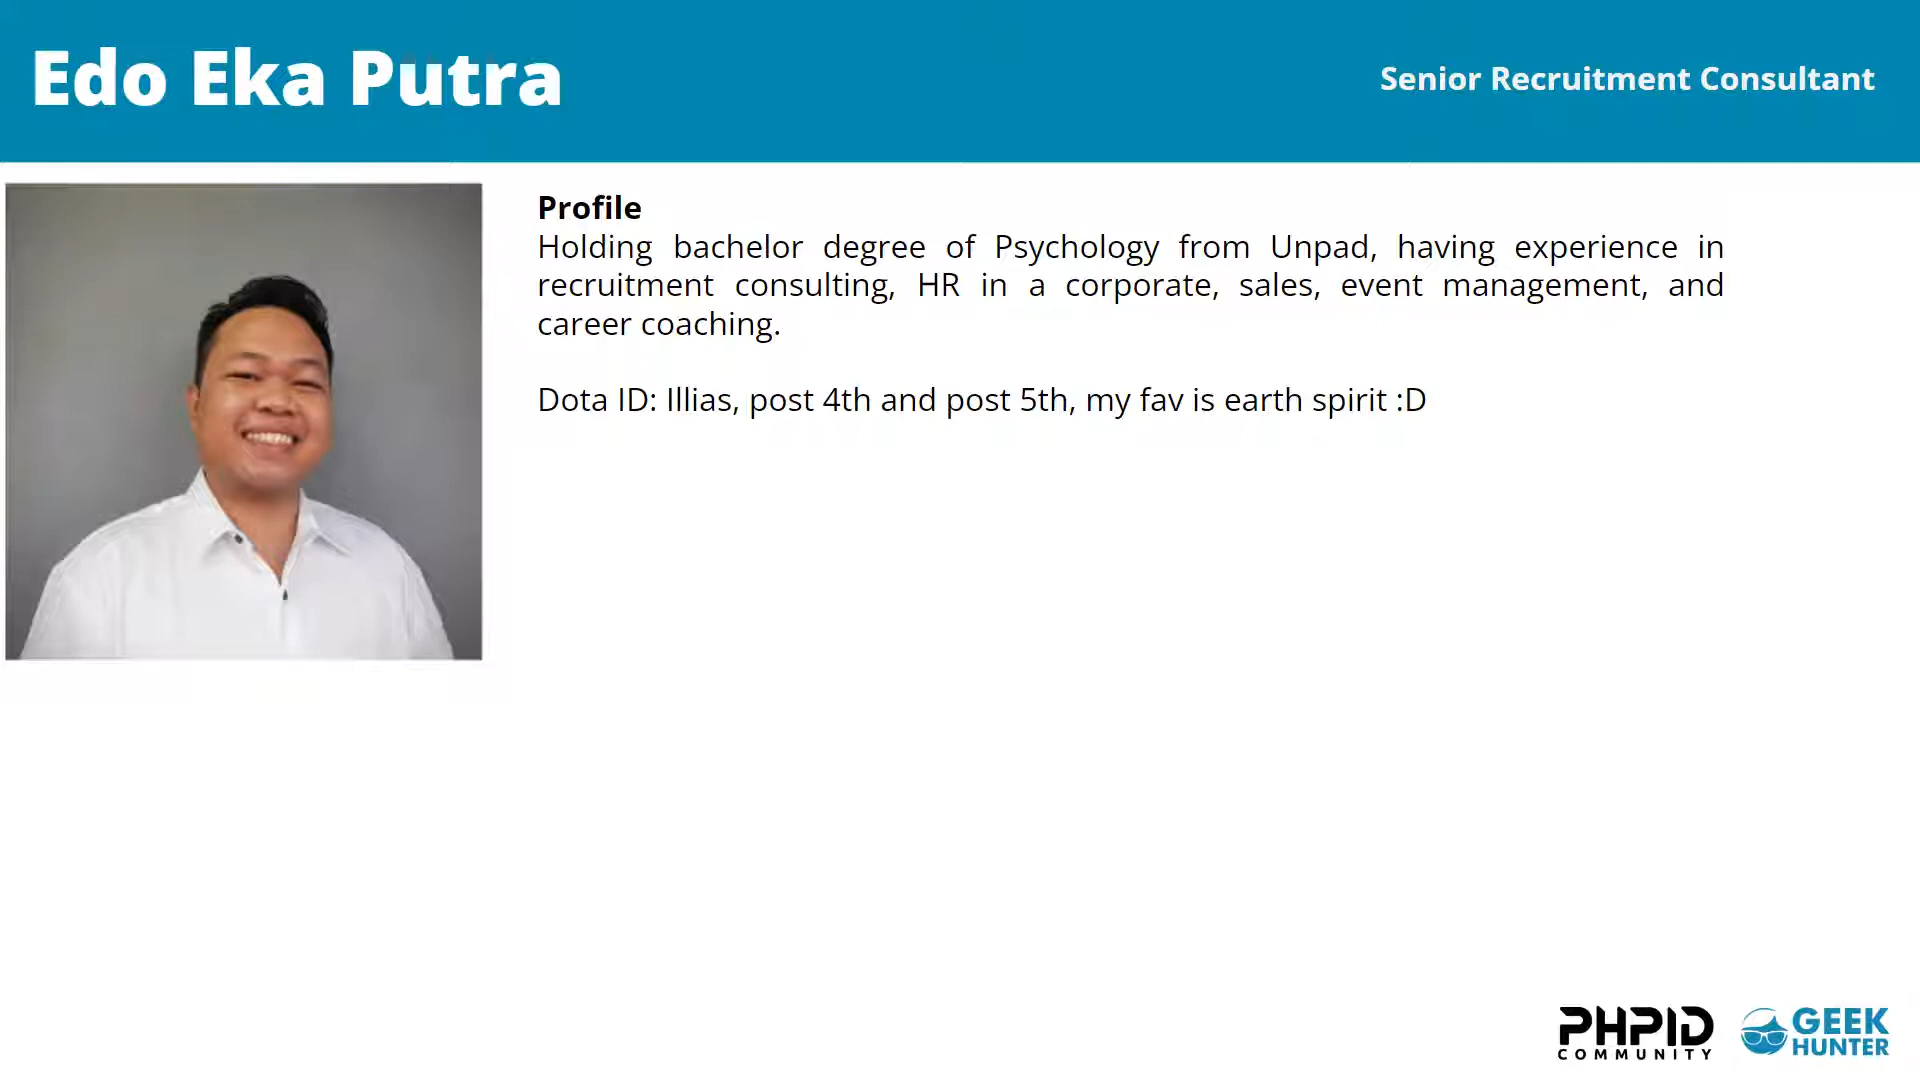 Edo Eka Putra
Senior Recruitment Consultant
Profile
Holding bachelor degree of Psychology from Unpad, having experience in
recruitment consulting, HR in a corporate, sales, event management, and
career coaching.
Dota ID: Illias, post 4th and post 5th, my fav is earth spirit :D
PHPID
COMMUNITY
GEEK
HUNTER